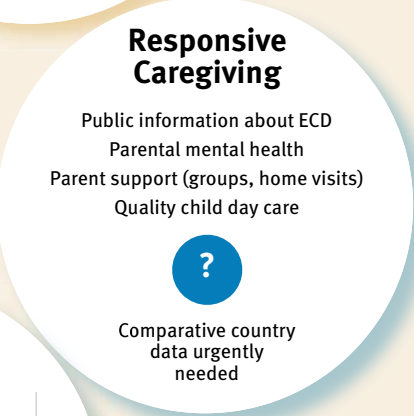 Responsive
Caregiving
Public information about ECD
Parental mental health
Parent support (groups, home visits)
Quality child day care
?
Comparative country
data urgently
needed